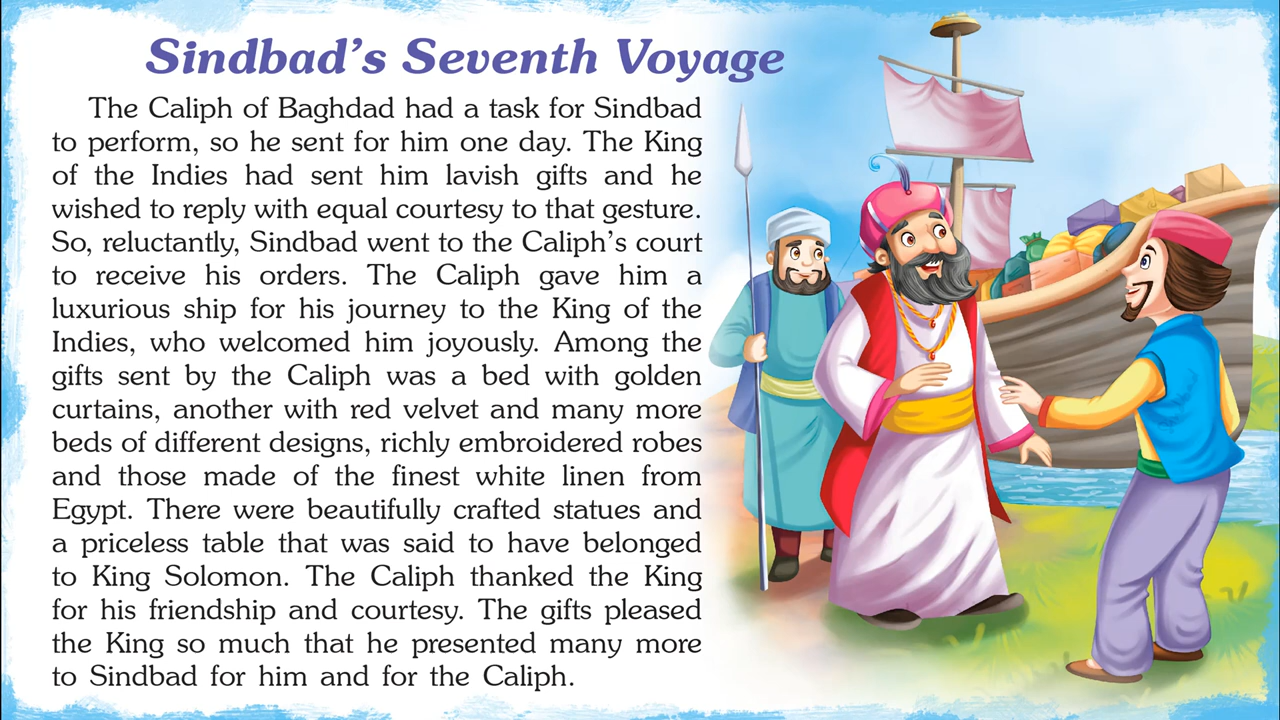 Sindbad's Seventh Voyage
The Caliph of Baghdad had a task for Sindbad
to perform, so he sent for him one day. The King
of the Indies had sent him lavish gifts and he
wished to reply with equal courtesy to that gesture.
So, reluctantly, Sindbad went to the Caliph's court
to receive his orders. The Caliph gave him a
luxurious ship for his journey to the King of the
Indies, who welcomed him joyously. Among the
gifts sent by the Caliph was a bed with golden
curtains, another with red velvet and many more
beds of different designs, richly embroidered robes
and those made of the finest white linen from
Egypt. There were beautifully crafted statues and
a priceless table that was said to have belonged
to King Solomon. The Caliph thanked the King
for his friendship and courtesy. The gifts pleased
the King so much that he presented many more
to Sindbad for him and for the Caliph.